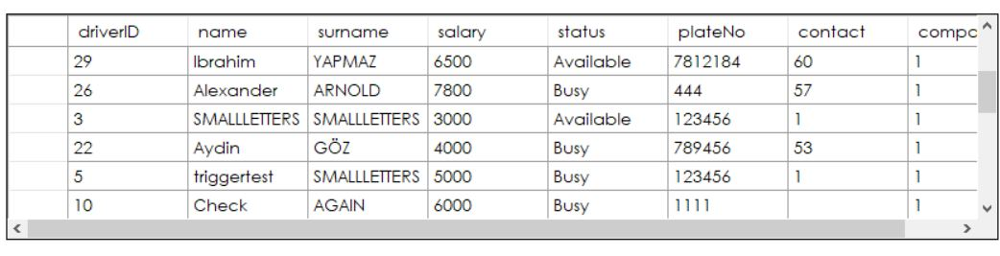 driverID name surname salary status plateNo contact compa
29 Ibrahim YAPMAZ 6500 Available 7812184 60 1
26 Alexander ARNOLD 7800 Busy 444 57 1
3 SMALLLETTERS SMALLLETTERS 3000 Available 123456 1 1
22 Aydin GÖZ 4000 Busy 789456 53 1
5 triggertest SMALLLETTERS 5000 Busy 123456 1 1
10 Check AGAIN 6000 Busy 1111 1